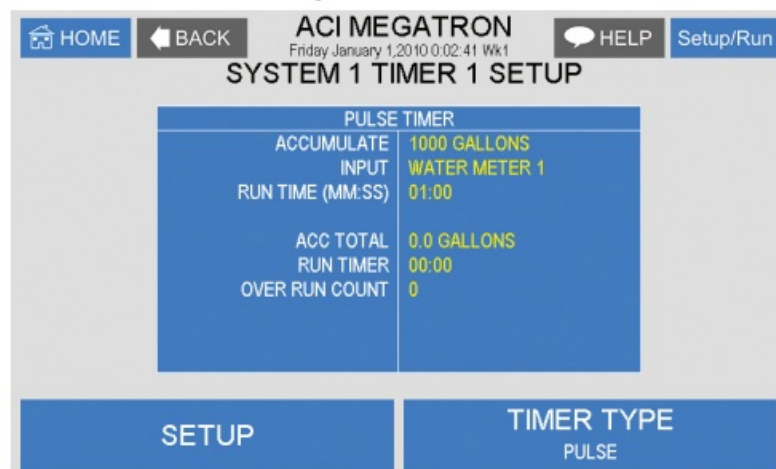 HOME BACK ACI MEGATRON HELP Setup/Run
Friday January 1,2010 0:02:41 Wk1
SYSTEM 1 TIMER 1 SETUP
PULSE TIMER
ACCUMULATE 1000 GALLONS
INPUT WATER METER 1
RUN TIME (MM:SS) 01:00
ACC TOTAL 0.0 GALLONS
RUN TIMER 00:00
OVER RUN COUNT 0
SETUP TIMER TYPE
PULSE